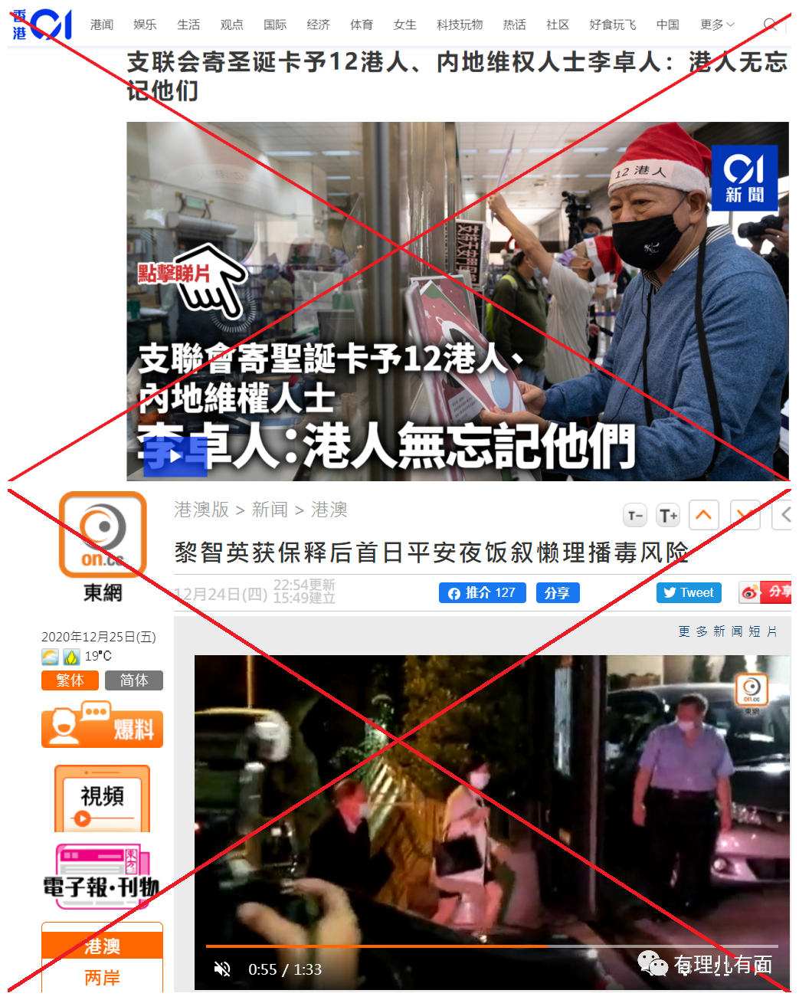 香港01
港闻 娱乐 生活 观点 国际 经济 体育 女生 科技玩物 热话 社区 好食玩飞 中国 更多
支联会寄圣诞卡予12港人、内地维权人士李卓人：港人无忘
记他们
12 港人
01
新聞
點擊睇片
支聯會寄聖誕卡予12港人、
內地維權人士
李卓人：港人無忘記他們
港澳版 > 新闻 > 港澳
T- T+
on.cc
東網
黎智英获保释后首日平安夜饭叙懒理播毒风险
12月24日(四) 22:54更新
15:49建立
推介 127 分享 Tweet 分享
更多新闻短片
2020年12月25日(五)
19°C
繁体 简体
爆料
視頻
東方
電子報·刊物
港澳
两岸
on.cc
東網
0:55 / 1:33
有理儿有面